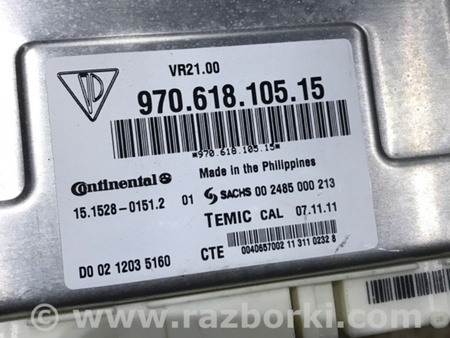 VR21.00
970.618.105.15
*970.618.105.15*
Made in the Philippines
Continental
15.1528-0151.2 01 SACHS 00 2485 000 213
TEMIC CAL 07.11.11
D0 02 1203 5160 CTE 0040657002 11 311 0232 8
© www.razborki.com